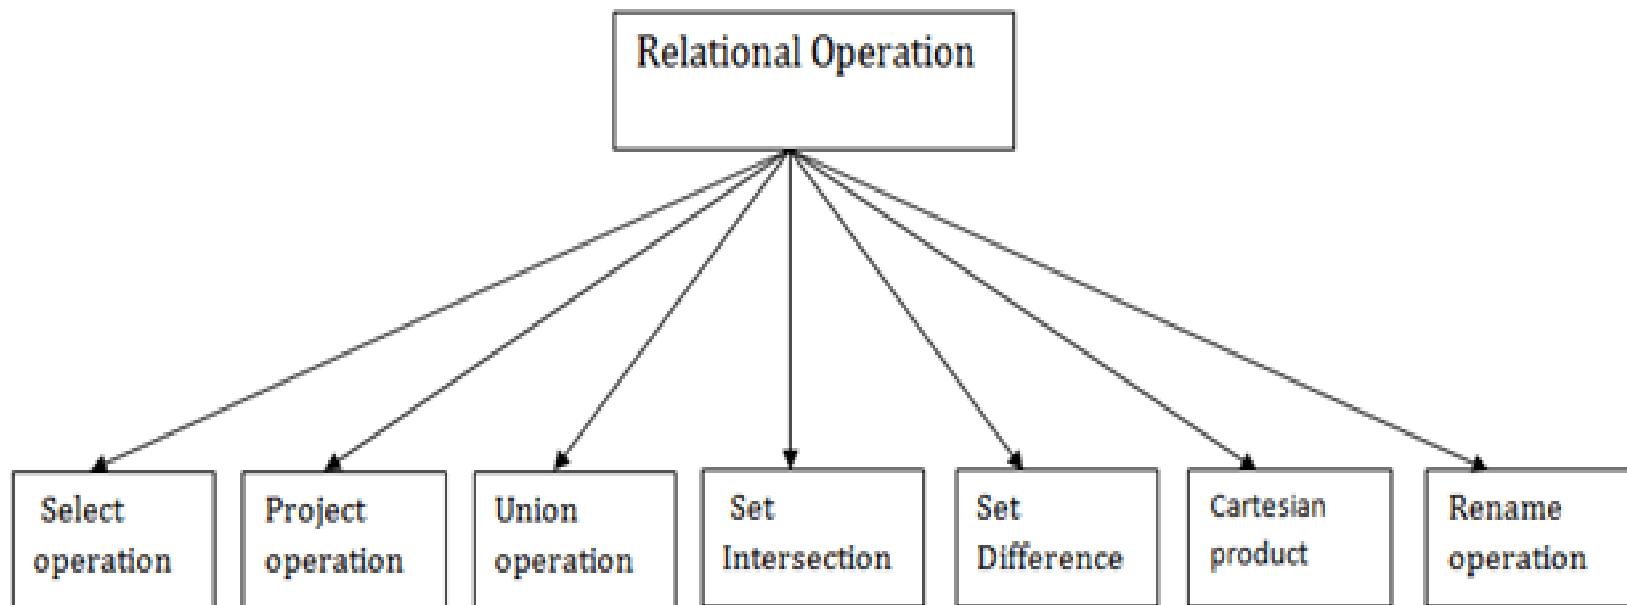 Relational Operation
Select
operation
Project
operation
Union
operation
Set
Intersection
Set
Difference
Cartesian
product
Rename
operation